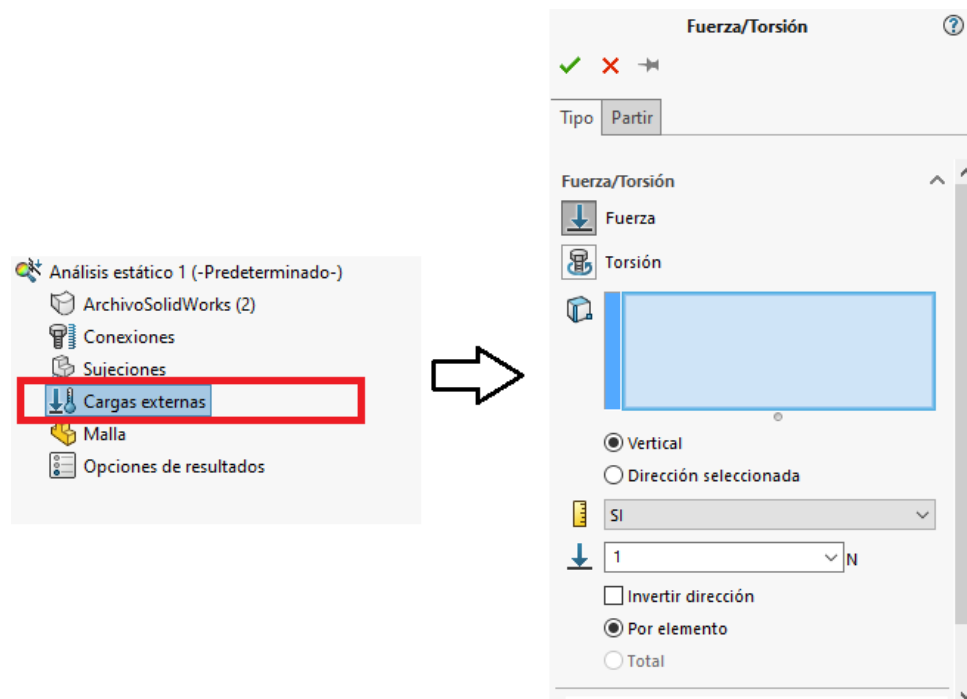 Análisis estático 1 (-Predeterminado-)
ArchivoSolidWorks (2)
Conexiones
Sujeciones
Cargas externas
Malla
Opciones de resultados
Fuerza/Torsión
?
Tipo
Partir
Fuerza/Torsión
Fuerza
Torsión
Vertical
Dirección seleccionada
SI
1
N
Invertir dirección
Por elemento
Total